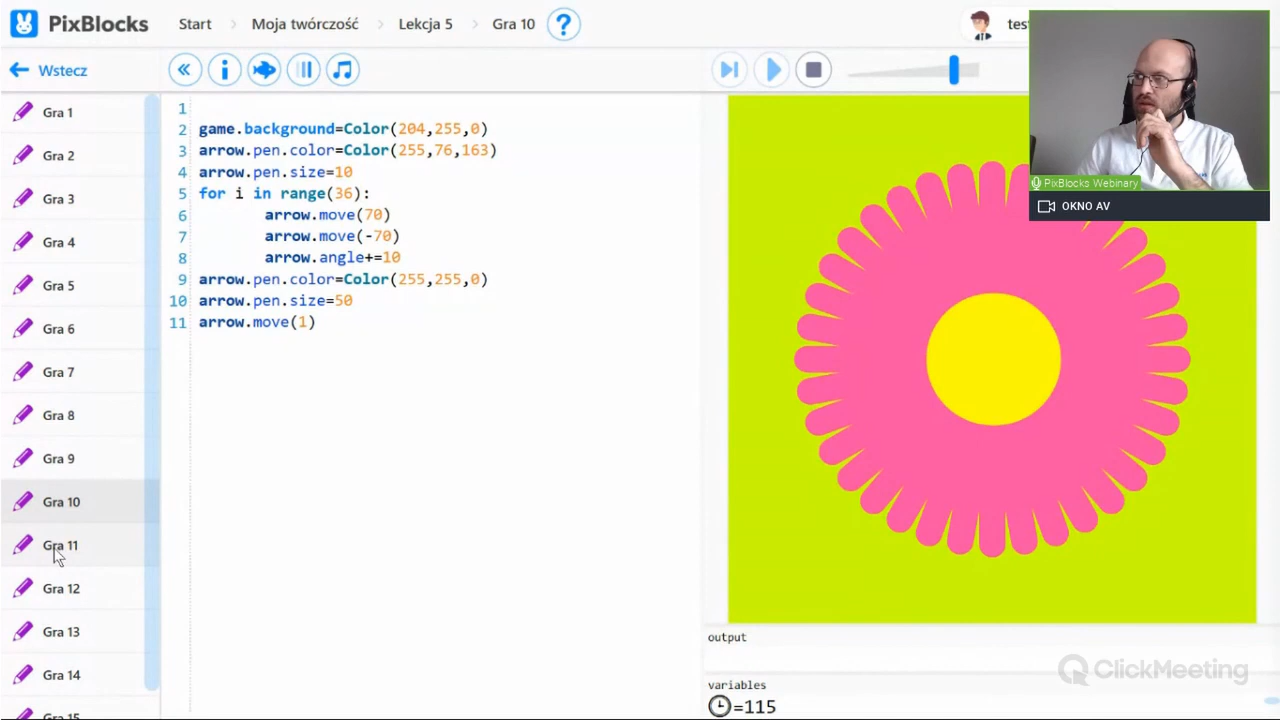 PixBlocks
Start
Moja twórczość
Lekcja 5
Gra 10
?
test
Wstecz
«
i
Gra 1
Gra 2
Gra 3
Gra 4
Gra 5
Gra 6
Gra 7
Gra 8
Gra 9
Gra 10
Gra 11
Gra 12
Gra 13
Gra 14
Gra 15
1
2 game.background=Color(204,255,0)
3 arrow.pen.color=Color(255,76,163)
4 arrow.pen.size=10
5 for i in range(36):
6 arrow.move(70)
7 arrow.move(-70)
8 arrow.angle+=10
9 arrow.pen.color=Color(255,255,0)
10 arrow.pen.size=50
11 arrow.move(1)
PixBlocks Webinary
OKNO AV
output
ClickMeeting
variables
=115